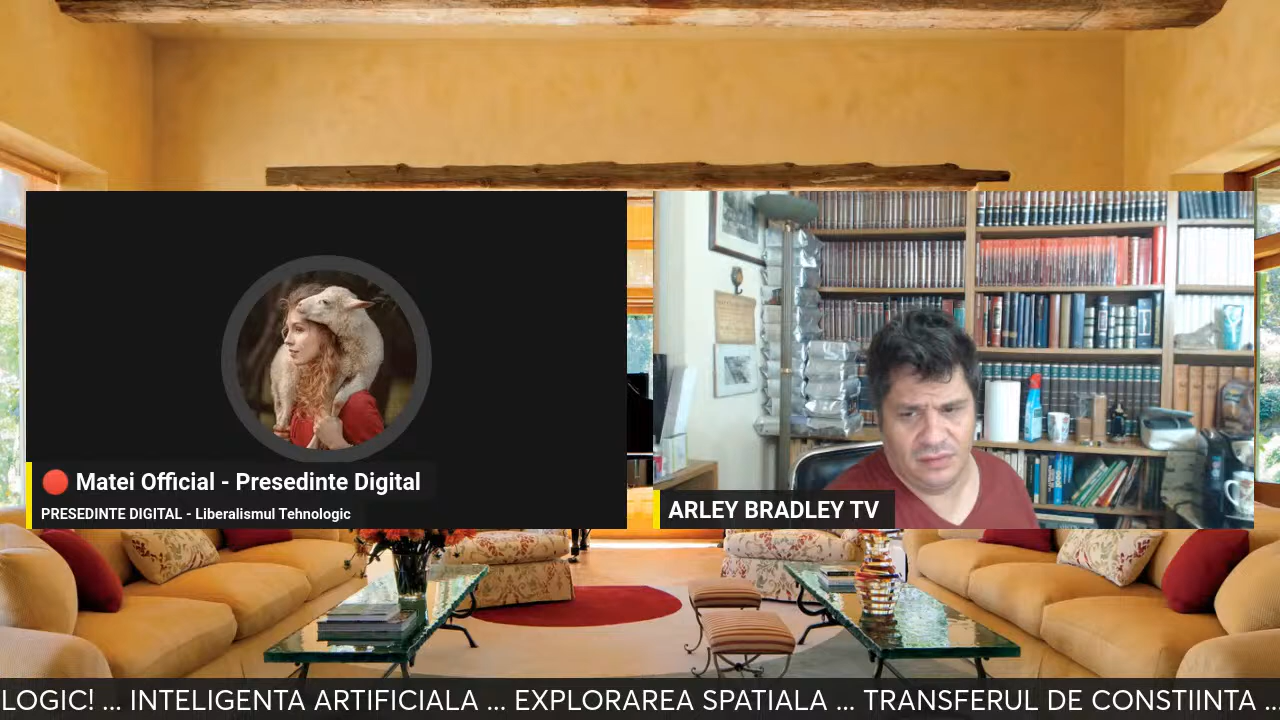 Matei Official - Presedinte Digital
PRESEDINTE DIGITAL - Liberalismul Tehnologic
ARLEY BRADLEY TV
LOGIC! ... INTELIGENTA ARTIFICIALA ... EXPLORAREA SPATIALA ... TRANSFERUL DE CONSTIINTA ...